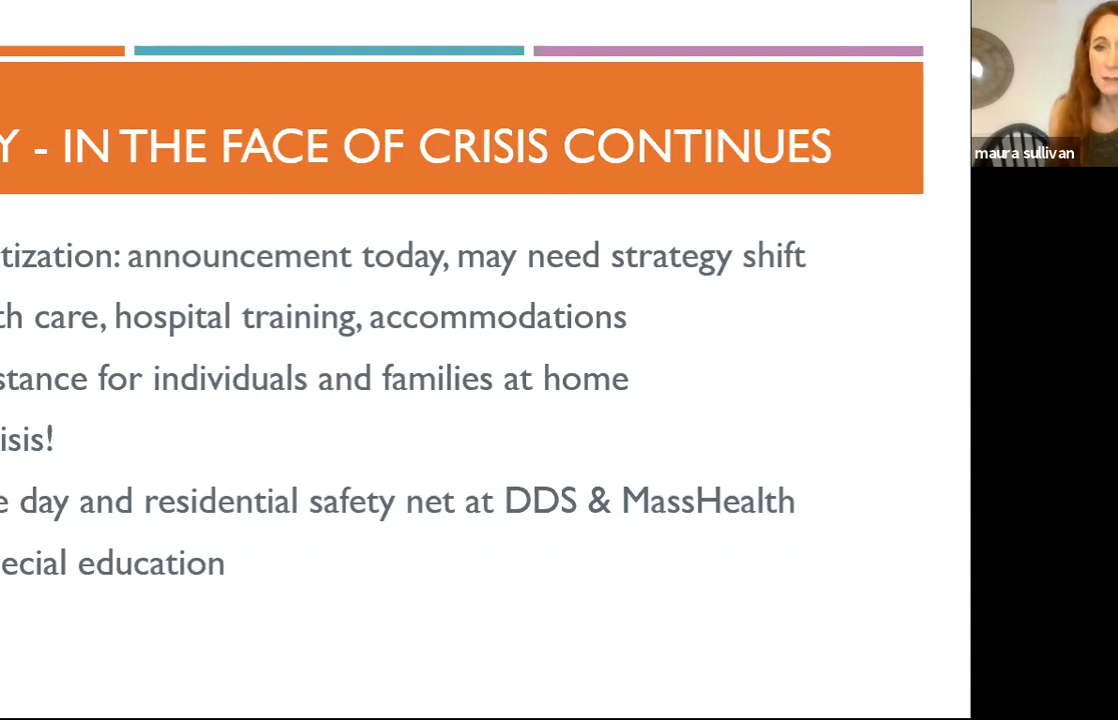 Y - IN THE FACE OF CRISIS CONTINUES
maura sullivan
tization: announcement today, may need strategy shift
th care, hospital training, accommodations
stance for individuals and families at home
isis!
e day and residential safety net at DDS & MassHealth
ecial education